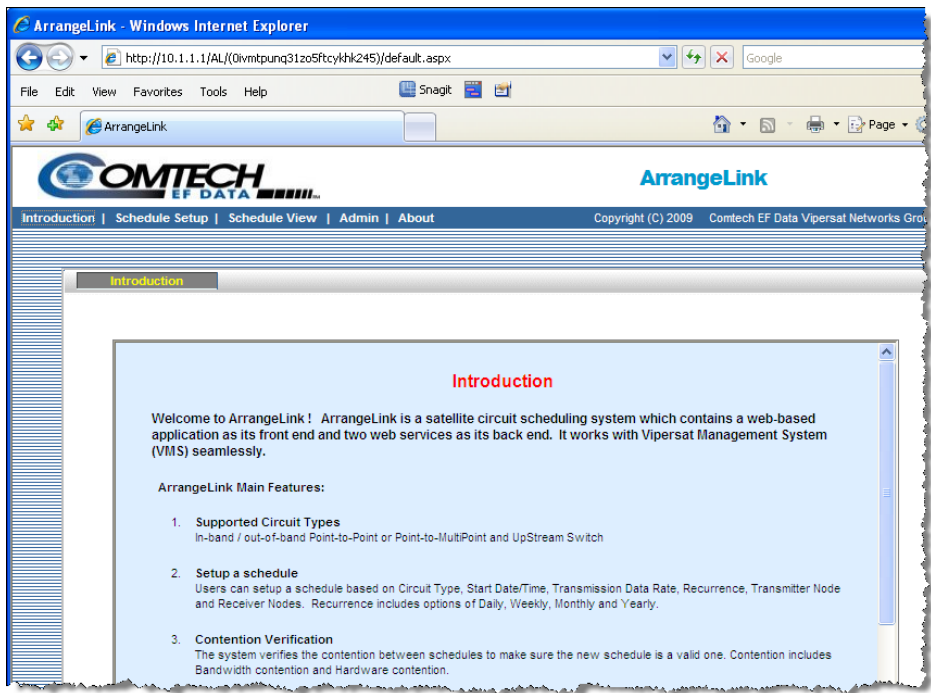 ArrangeLink - Windows Internet Explorer
http://10.1.1.1/AL/(0ivmtpunq31zo5ftcykhk245)/default.aspx
Google
File Edit View Favorites Tools Help
Snagit
ArrangeLink
Page
COMTECH
EF DATA
ArrangeLink
Introduction | Schedule Setup | Schedule View | Admin | About
Copyright (C) 2009 Comtech EF Data Vipersat Networks Grou
Introduction
Introduction
Welcome to ArrangeLink ! ArrangeLink is a satellite circuit scheduling system which contains a web-based
application as its front end and two web services as its back end. It works with Vipersat Management System
(VMS) seamlessly.
ArrangeLink Main Features:
1. Supported Circuit Types
In-band / out-of-band Point-to-Point or Point-to-MultiPoint and UpStream Switch
2. Setup a schedule
Users can setup a schedule based on Circuit Type, Start Date/Time, Transmission Data Rate, Recurrence, Transmitter Node
and Receiver Nodes. Recurrence includes options of Daily, Weekly, Monthly and Yearly.
3. Contention Verification
The system verifies the contention between schedules to make sure the new schedule is a valid one. Contention includes
Bandwidth contention and Hardware contention.